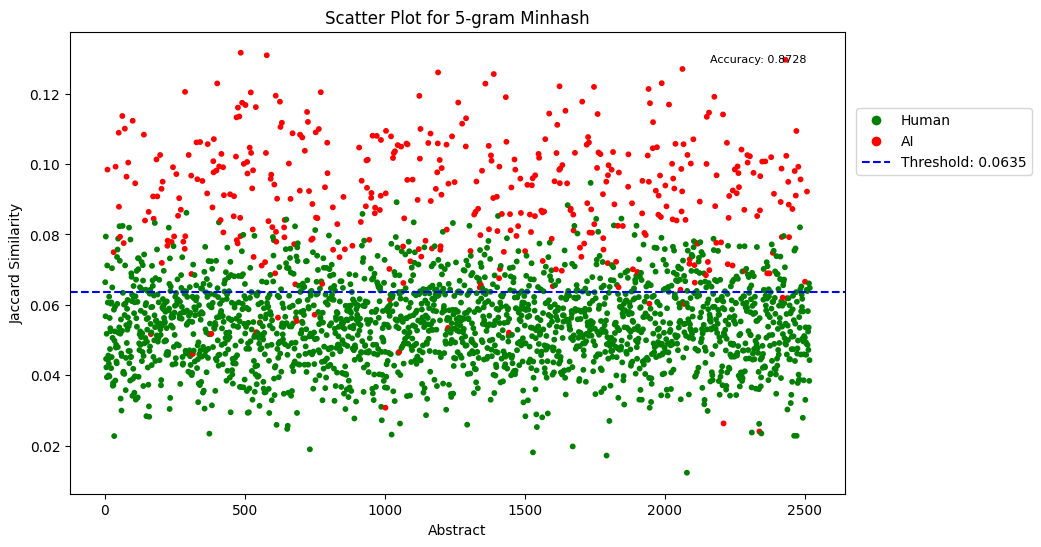 Scatter Plot for 5-gram Minhash
Accuracy: 0.8728
Human
AI
Threshold: 0.0635
Jaccard Similarity
0.12
0.10
0.08
0.06
0.04
0.02
0
500
1000
1500
2000
2500
Abstract